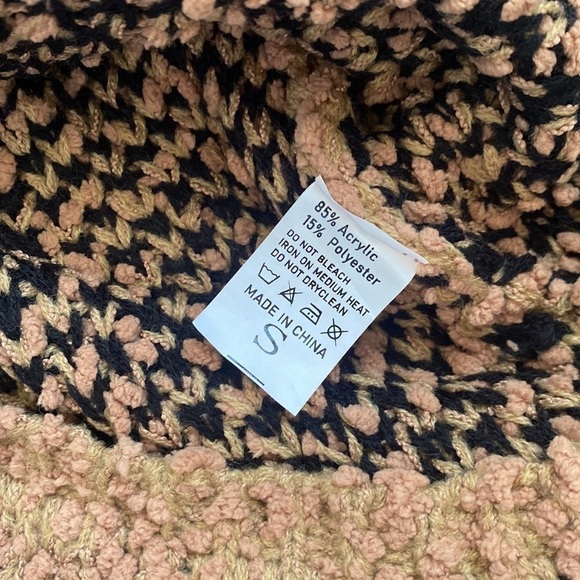 85% Acrylic
15% Polyester
DO NOT BLEACH
IRON ON MEDIUM HEAT
DO NOT DRYCLEAN
MADE IN CHINA
S